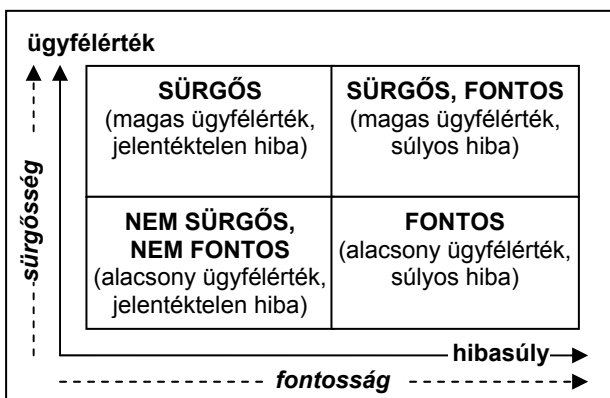 ügyfélérték
SÜRGŐS
(magas ügyfélérték,
jelentéktelen hiba)
SÜRGŐS, FONTOS
(magas ügyfélérték,
súlyos hiba)
NEM SÜRGŐS,
NEM FONTOS
(alacsony ügyfélérték,
jelentéktelen hiba)
FONTOS
(alacsony ügyfélérték,
súlyos hiba)
sürgősség
hibasúly
fontosság